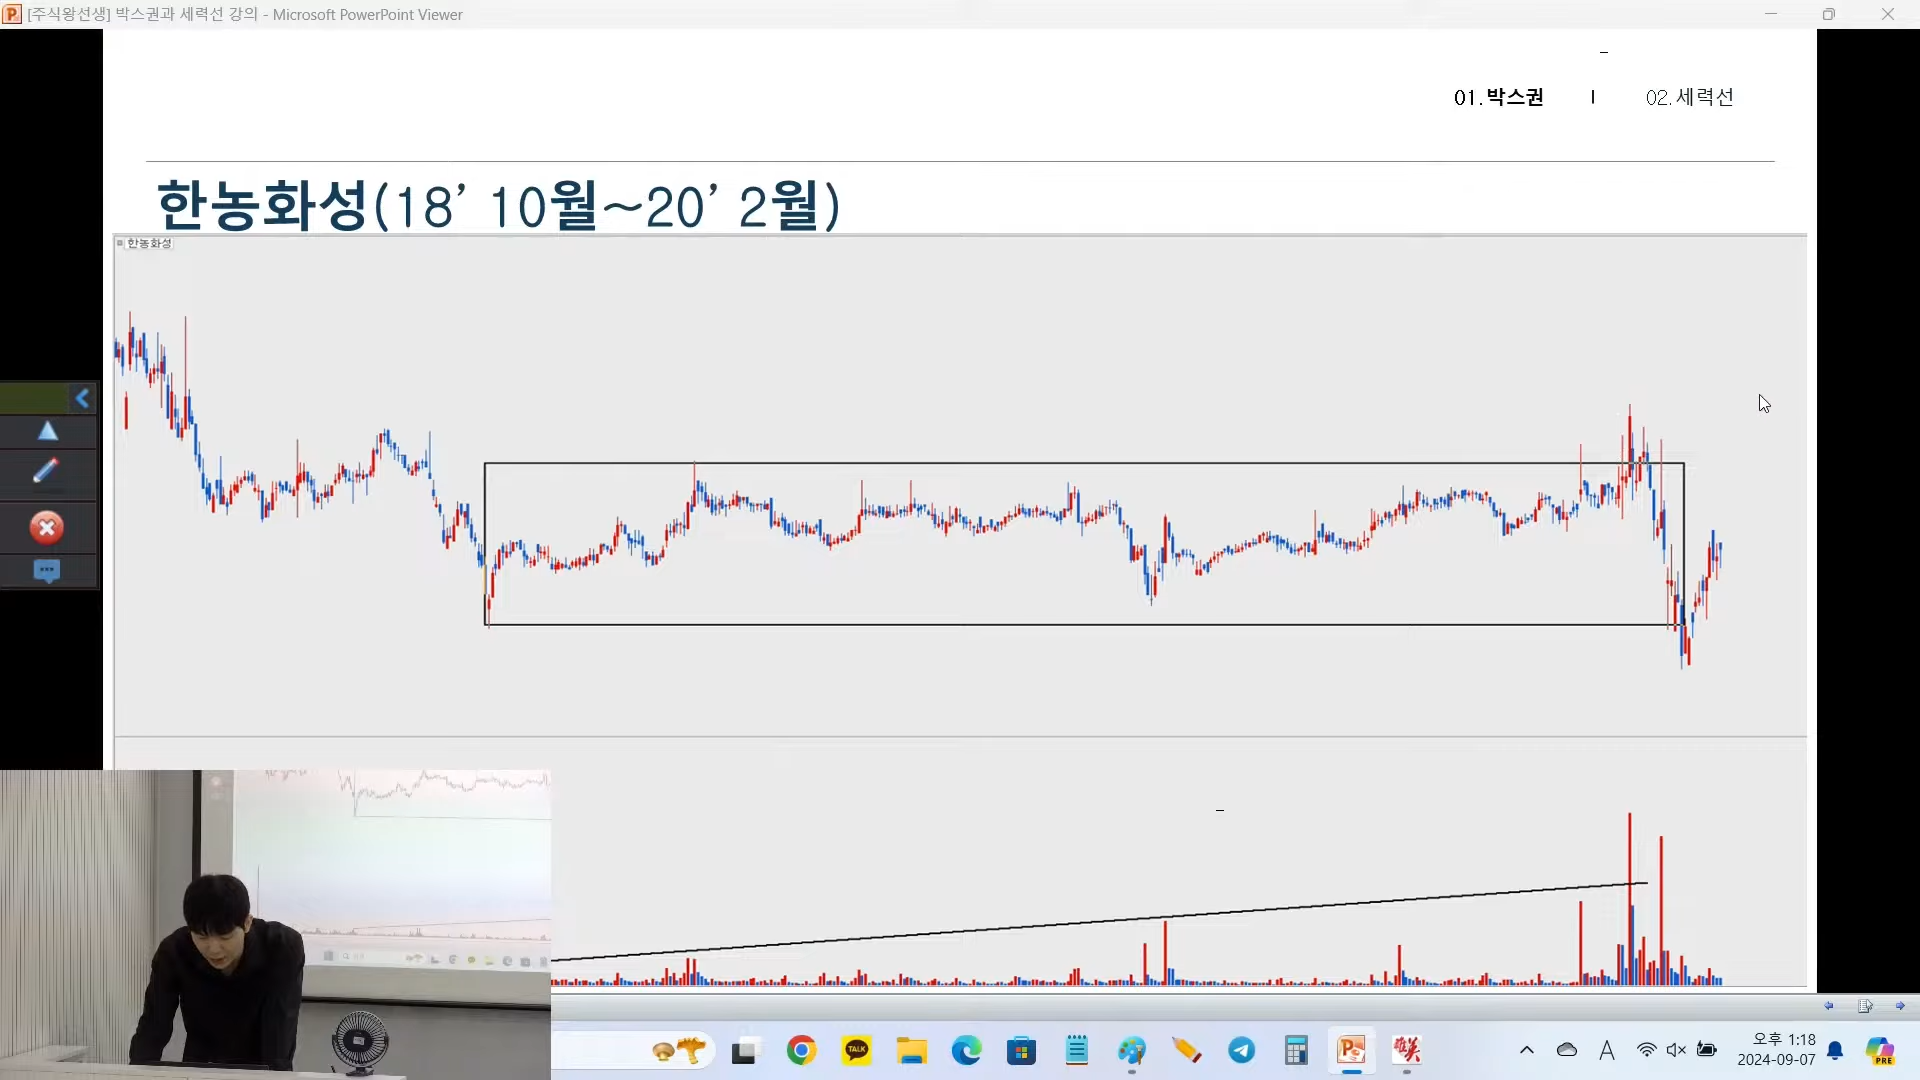 [주식왕선생] 박스권과 세력선 강의 - Microsoft PowerPoint Viewer
01.박스권 | 02.세력선
한농화성(18’ 10월~20’ 2월)
한농화성
TALK
A
오후 1:18
2024-09-07
PRE